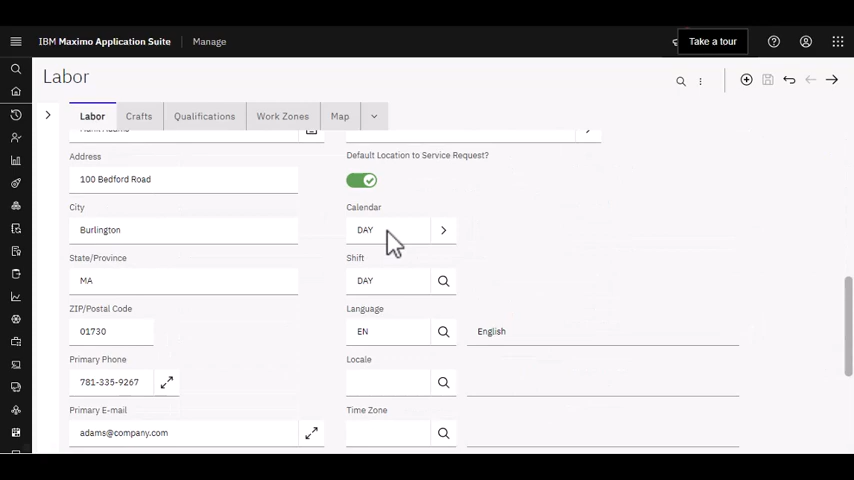 IBM Maximo Application Suite
Manage
Take a tour
Labor
Labor
Crafts
Qualifications
Work Zones
Map
Address
Default Location to Service Request?
100 Bedford Road
City
Calendar
Burlington
DAY
State/Province
Shift
MA
DAY
ZIP/Postal Code
Language
01730
EN
English
Primary Phone
Locale
781-335-9267
Primary E-mail
Time Zone
adams@company.com